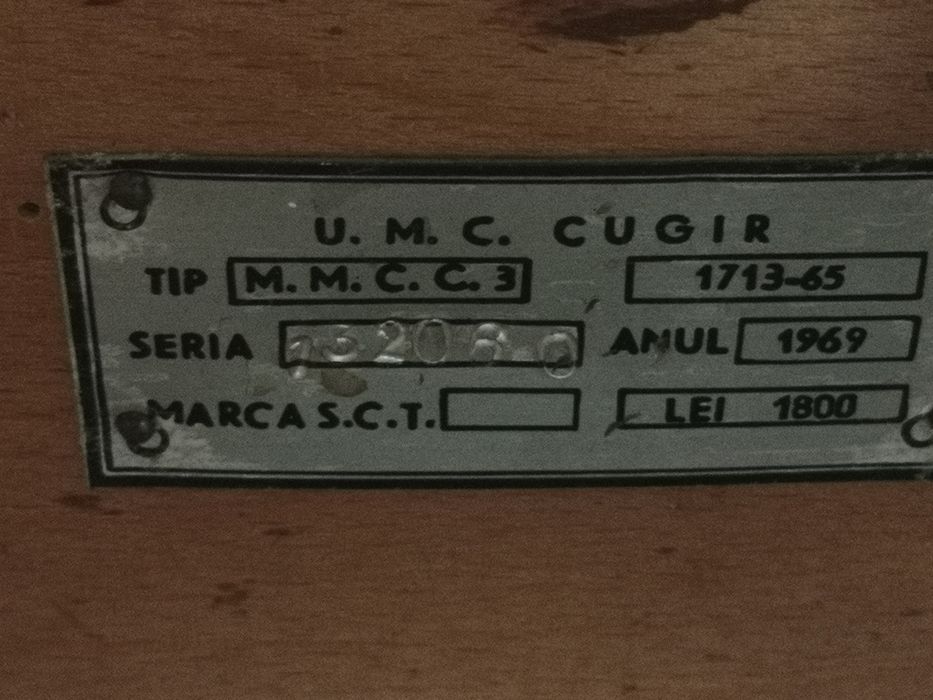 U. M. C. CUGIR
TIP M. M. C. C. 3 1713-65
SERIA ANUL 1969
MARCA S.C.T. LEI 1800